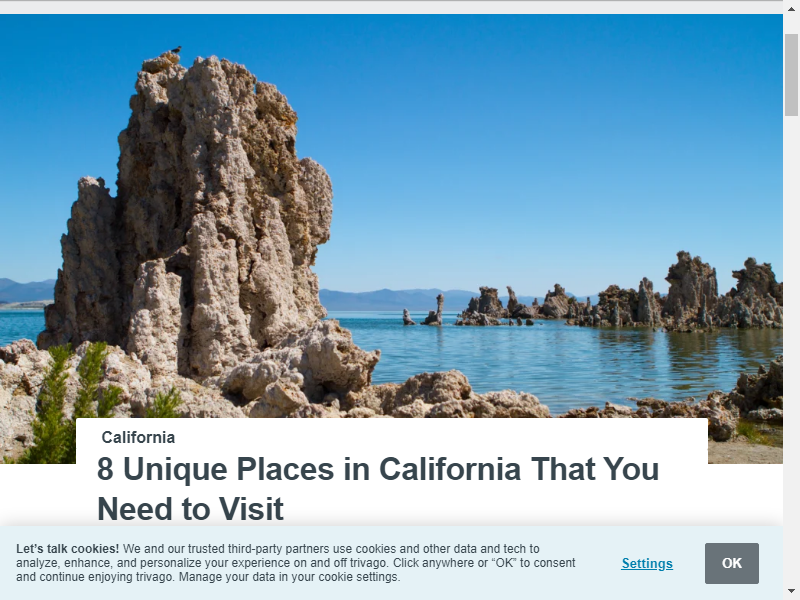 California
8 Unique Places in California That You
Need to Visit
Let’s talk cookies! We and our trusted third-party partners use cookies and other data and tech to
analyze, enhance, and personalize your experience on and off trivago. Click anywhere or “OK” to consent
and continue enjoying trivago. Manage your data in your cookie settings.
Settings
OK